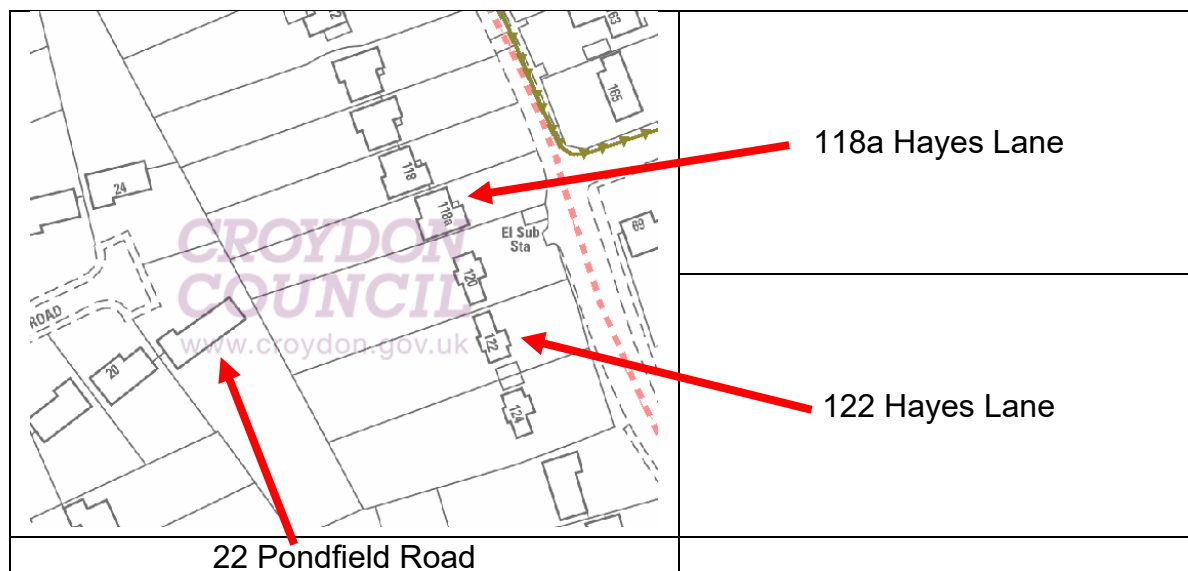 163
165
118a Hayes Lane
118
24
118a
69
CROYDON
COUNCIL
www.croydon.gov.uk
El Sub
Sta
120
ROAD
122
20
124
122 Hayes Lane
22 Pondfield Road